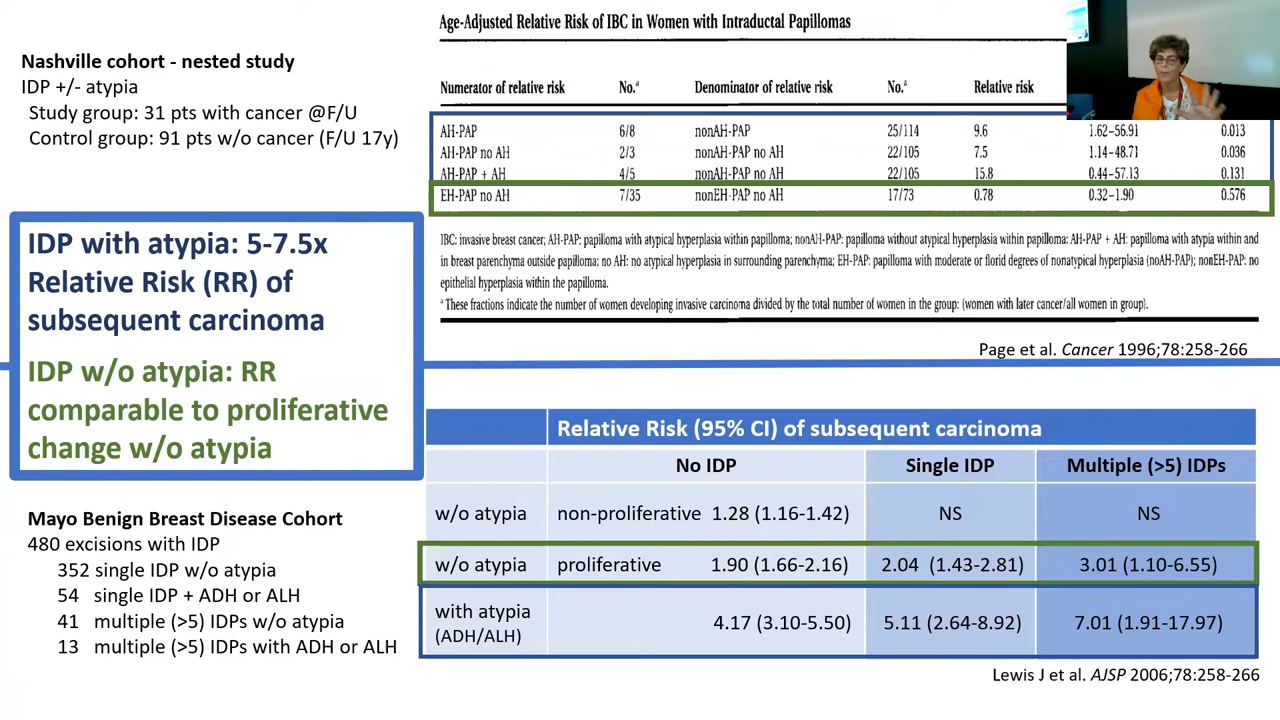 Age-Adjusted Relative Risk of IBC in Women with Intraductal Papillomas
Nashville cohort - nested study
IDP +/- atypia
Study group: 31 pts with cancer @F/U
Control group: 91 pts w/o cancer (F/U 17y)
Numerator of relative risk No.ª Denominator of relative risk No.ª Relative risk
AH-PAP 6/8 nonAH-PAP 25/114 9.6 1.62–56.91 0.013
AH-PAP no AH 2/3 nonAH-PAP no AH 22/105 7.5 1.14–48.71 0.036
AH-PAP + AH 4/5 nonAH-PAP no AH 22/105 15.8 0.44–57.13 0.131
EH-PAP no AH 7/35 nonEH-PAP no AH 17/73 0.78 0.32–1.90 0.576
IBC: invasive breast cancer; AH-PAP: papilloma with atypical hyperplasia within papilloma; nonAH-PAP: papilloma without atypical hyperplasia within papilloma: AH-PAP + AH: papilloma with atypia within and
in breast parenchyma outside papilloma; no AH: no atypical hyperplasia in surrounding parenchyma; EH-PAP: papilloma with moderate or florid degrees of nonatypical hyperplasia (noAH-PAP); nonEH-PAP: no
epithelial hyperplasia within the papilloma.
ª These fractions indicate the number of women developing invasive carcinoma divided by the total number of women in the group: (women with later cancer/all women in group).
Page et al. Cancer 1996;78:258-266
IDP with atypia: 5-7.5x
Relative Risk (RR) of
subsequent carcinoma
IDP w/o atypia: RR
comparable to proliferative
change w/o atypia
Mayo Benign Breast Disease Cohort
480 excisions with IDP
352 single IDP w/o atypia
54 single IDP + ADH or ALH
41 multiple (>5) IDPs w/o atypia
13 multiple (>5) IDPs with ADH or ALH
Relative Risk (95% CI) of subsequent carcinoma
No IDP Single IDP Multiple (>5) IDPs
w/o atypia non-proliferative 1.28 (1.16-1.42) NS NS
w/o atypia proliferative 1.90 (1.66-2.16) 2.04 (1.43-2.81) 3.01 (1.10-6.55)
with atypia
(ADH/ALH) 4.17 (3.10-5.50) 5.11 (2.64-8.92) 7.01 (1.91-17.97)
Lewis J et al. AJSP 2006;78:258-266